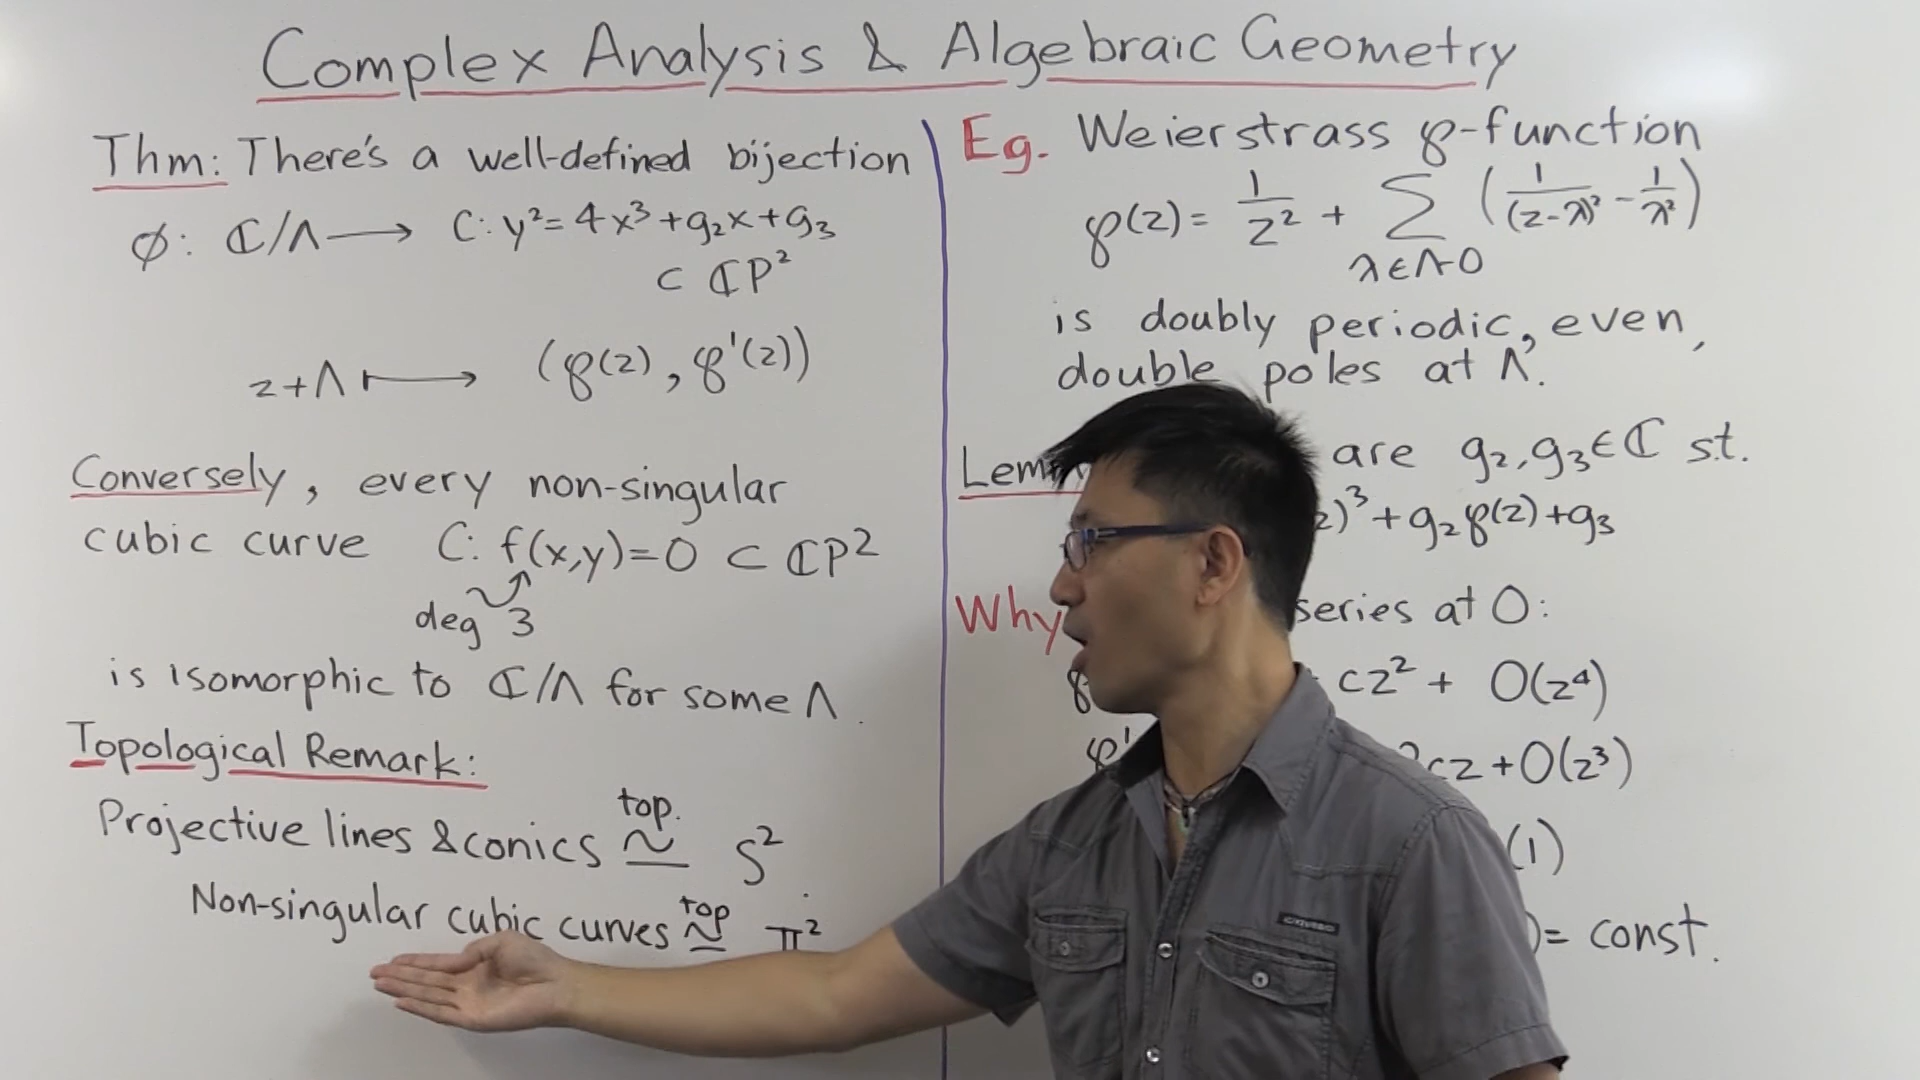 Complex Analysis & Algebraic Geometry
Thm: There's a well-defined bijection
φ: ℂ/Λ ⟶ C: y²= 4x³+g₂x+g₃
⊂ ℂP²
z+Λ ⟼ (℘(z), ℘'(z))
Conversely, every non-singular
cubic curve C: f(x,y)=0 ⊂ ℂP²
deg 3
is isomorphic to ℂ/Λ for some Λ.
Topological Remark:
Projective lines & conics ≃ S²
top.
Non-singular cubic curves ≃ 𝕋²
top
Eg. Weierstrass ℘-function
℘(z)= 1/z² + Σ (1/(z-λ)² - 1/λ²)
λ∈Λ-0
is doubly periodic, even,
double poles at Λ.
are g₂,g₃∈ℂ s.t.
)³+g₂℘(z)+g₃
Why
series at 0:
cz² + O(z⁴)
cz+O(z³)
(1)
)= const.